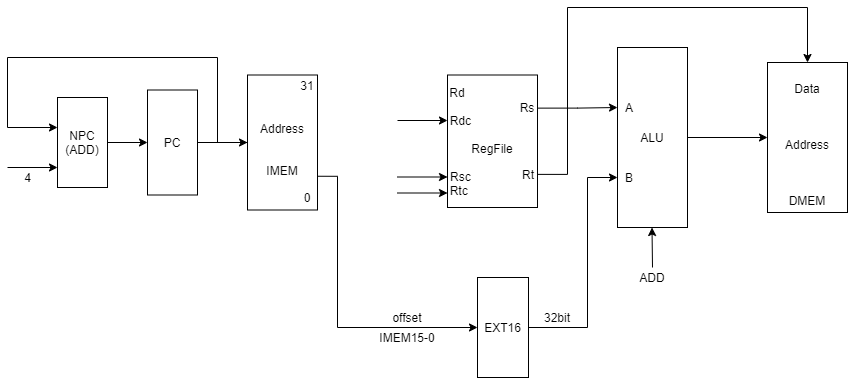 NPC
(ADD)
4
PC
31
Address
IMEM
0
Rd
Rdc
Rsc
Rtc
RegFile
Rs
Rt
A
ALU
B
ADD
Data
Address
DMEM
offset
IMEM15-0
EXT16
32bit